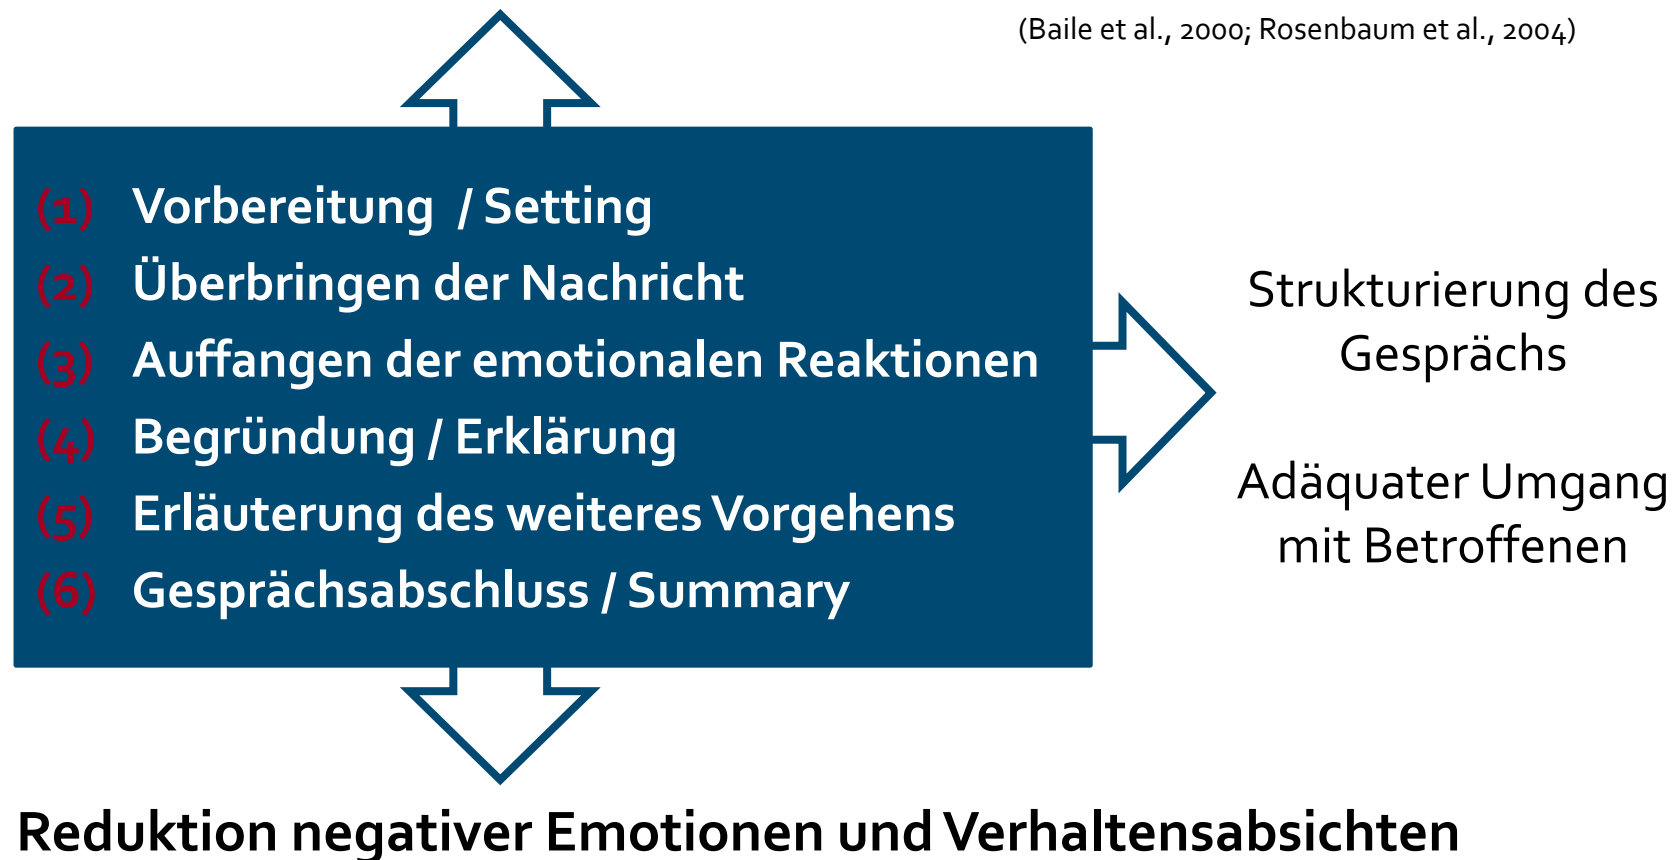 (Baile et al., 2000; Rosenbaum et al., 2004)
(1) Vorbereitung / Setting
(2) Überbringen der Nachricht
(3) Auffangen der emotionalen Reaktionen
(4) Begründung / Erklärung
(5) Erläuterung des weiteres Vorgehens
(6) Gesprächsabschluss / Summary
Strukturierung des
Gesprächs
Adäquater Umgang
mit Betroffenen
Reduktion negativer Emotionen und Verhaltensabsichten